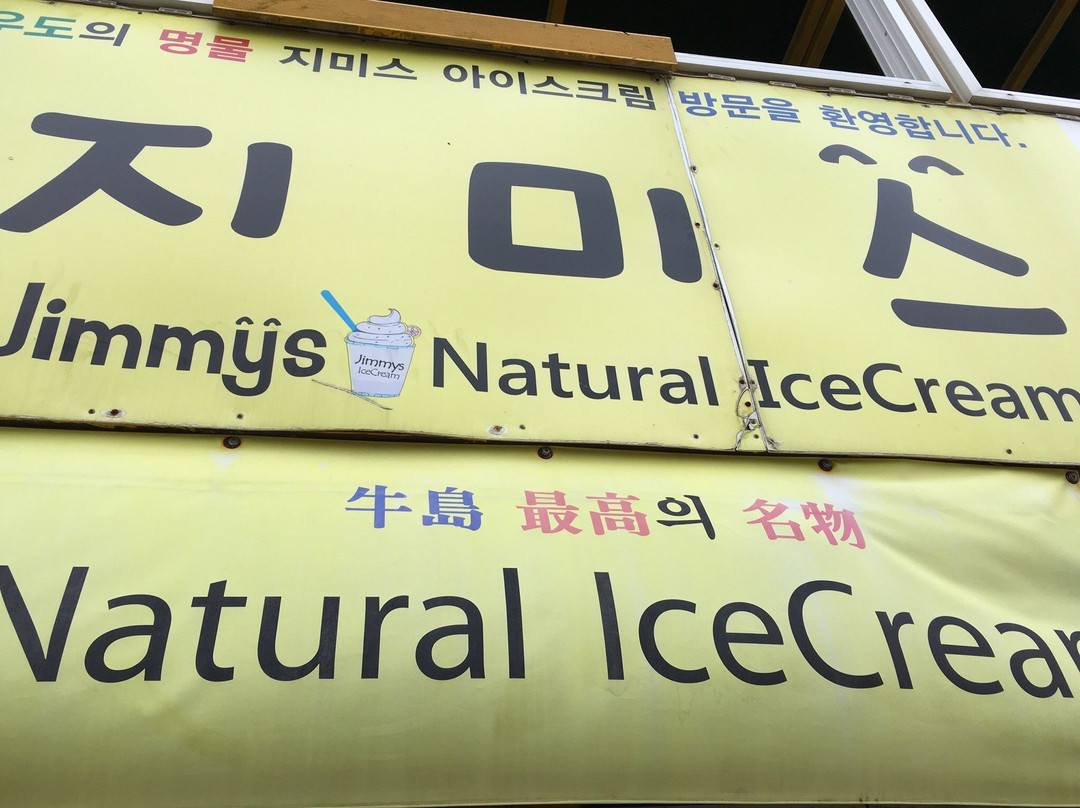 우도의 명물 지미스 아이스크림 방문을 환영합니다.
지미스
Jimmys Natural IceCream
Jimmys
IceCream
牛島 最高의 名物
Natural IceCream